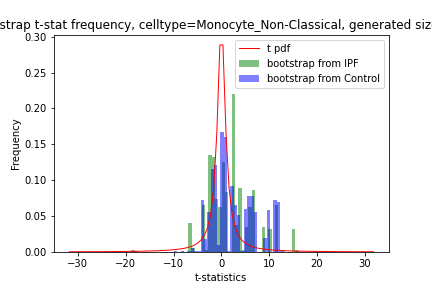 strap t-stat frequency, celltype=Monocyte_Non-Classical, generated size
t pdf
bootstrap from IPF
bootstrap from Control
0.30
0.25
0.20
0.15
0.10
0.05
0.00
Frequency
−30
−20
−10
0
10
20
30
t-statistics